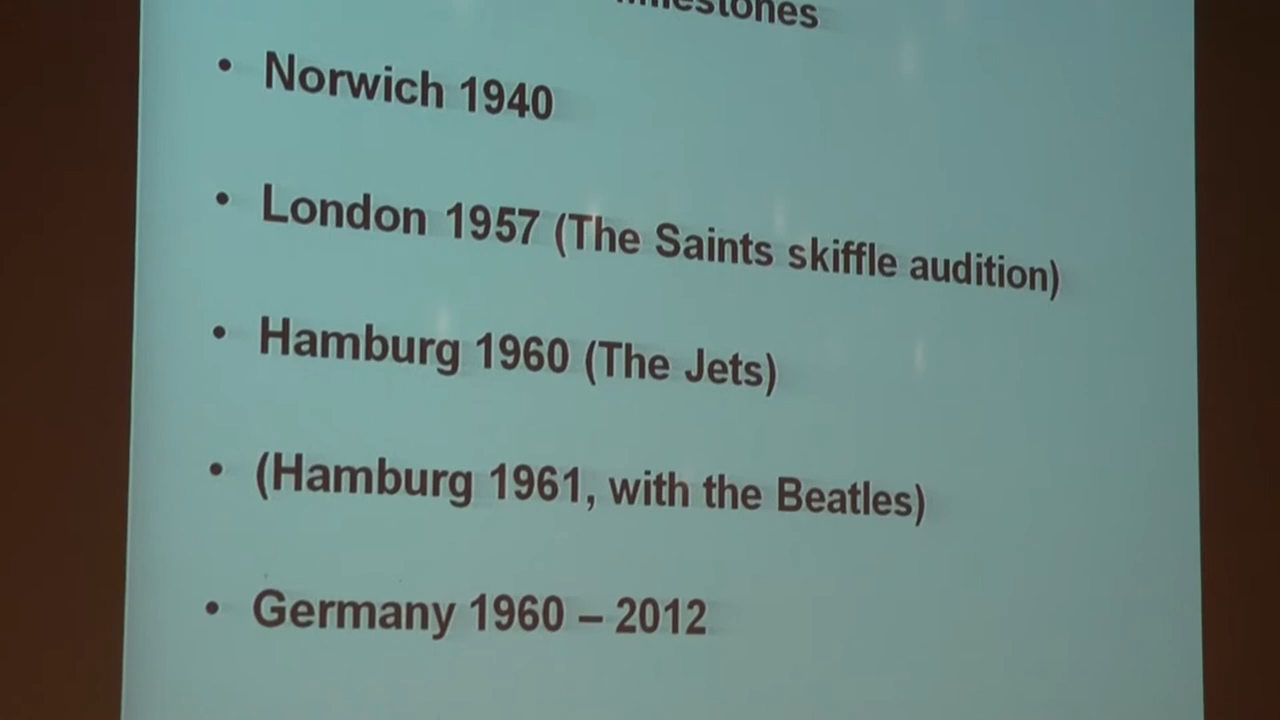 • Norwich 1940
• London 1957 (The Saints skiffle audition)
• Hamburg 1960 (The Jets)
• (Hamburg 1961, with the Beatles)
• Germany 1960 – 2012